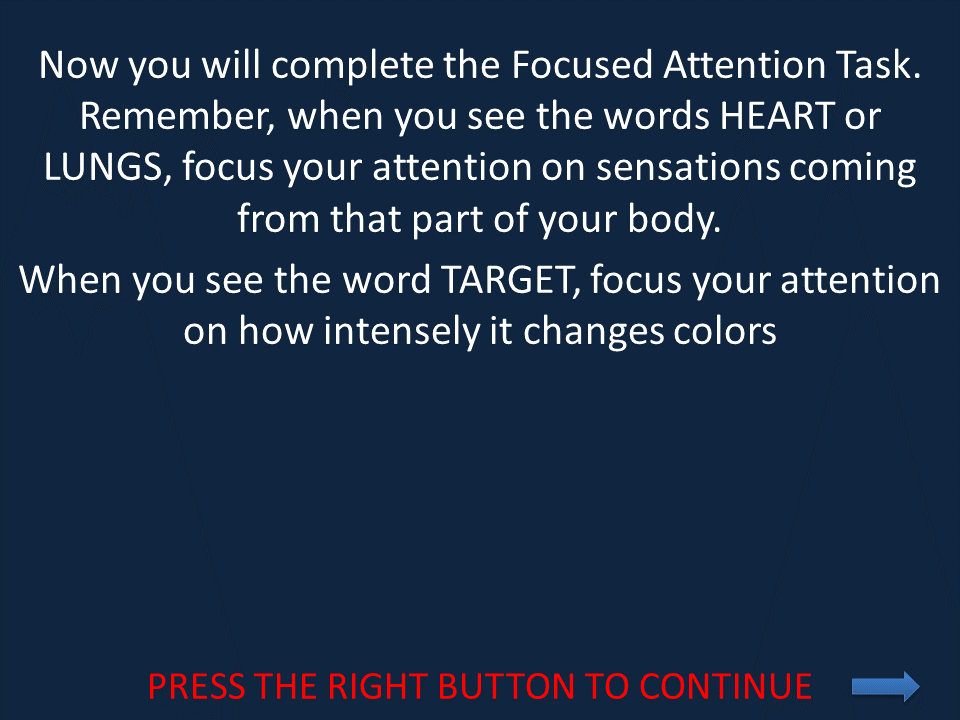 Now you will complete the Focused Attention Task.
Remember, when you see the words HEART or
LUNGS, focus your attention on sensations coming
from that part of your body.
When you see the word TARGET, focus your attention
on how intensely it changes colors
PRESS THE RIGHT BUTTON TO CONTINUE